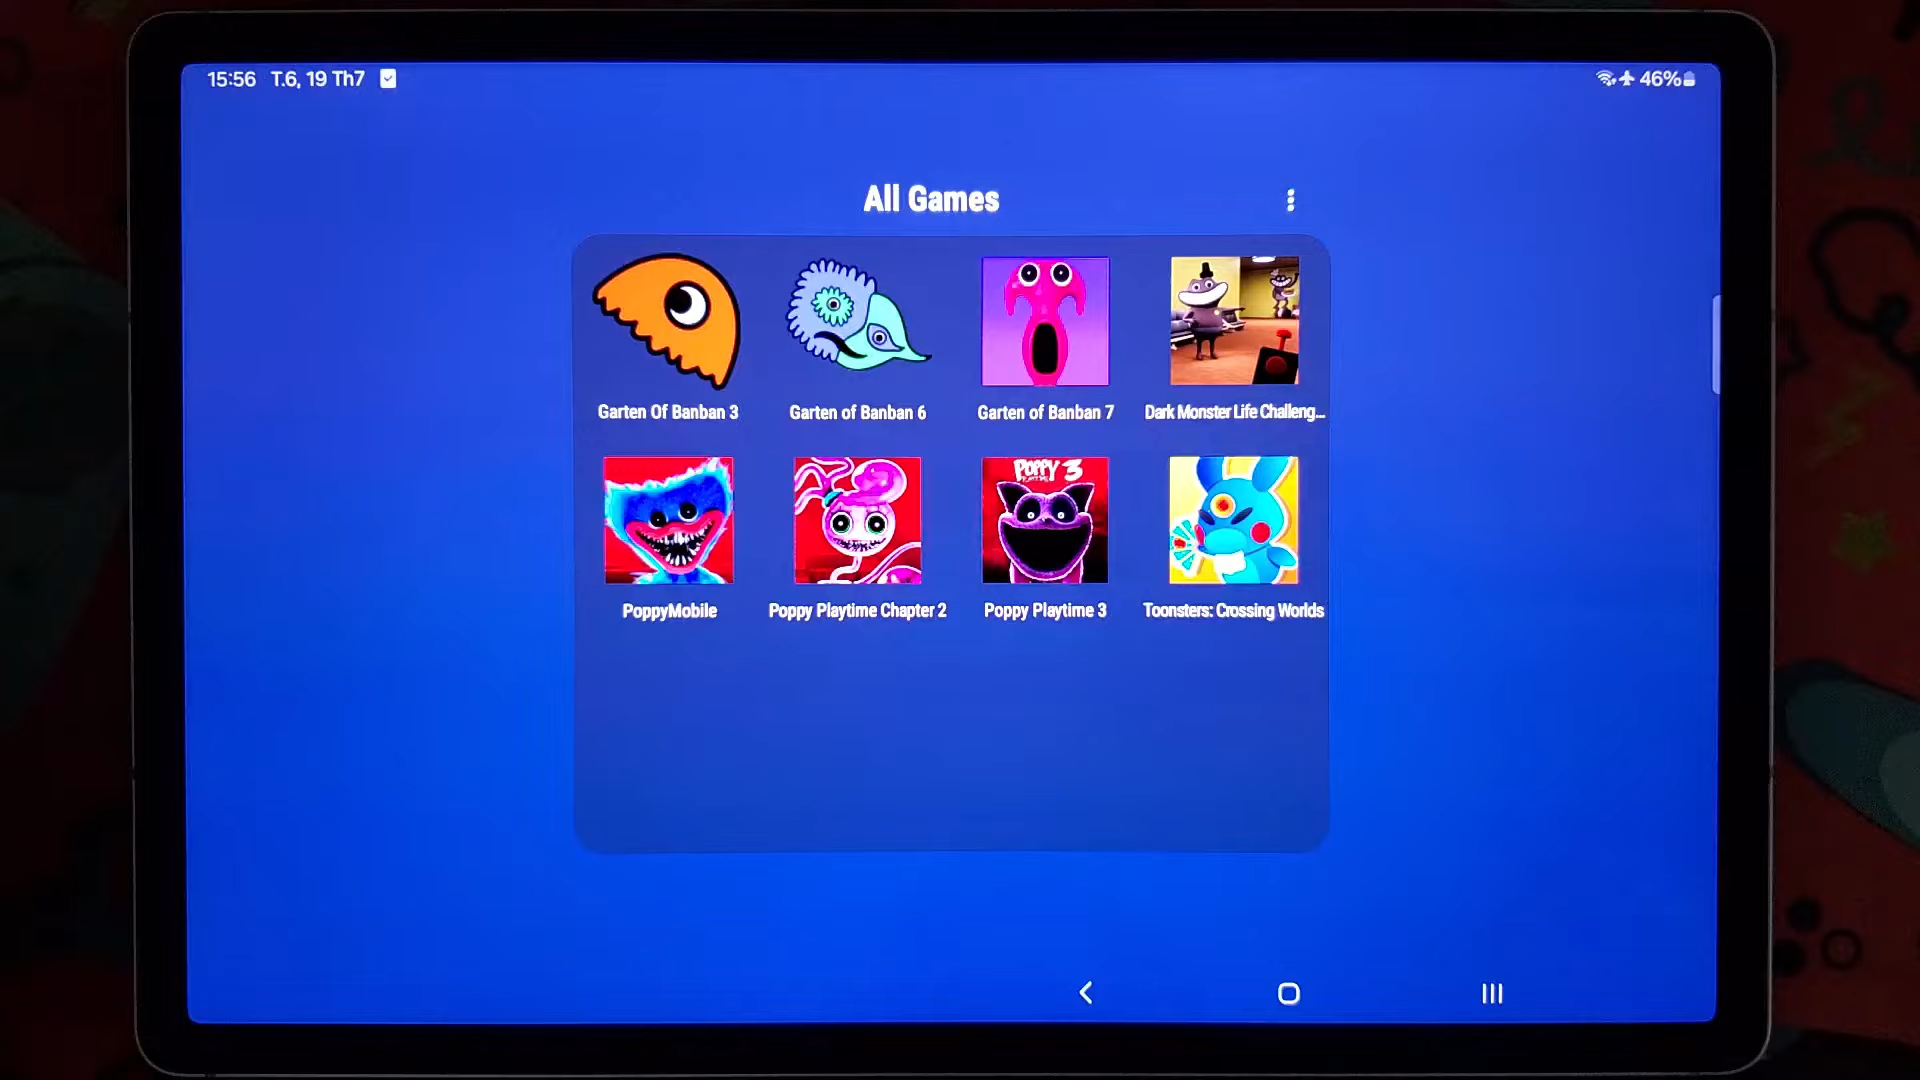 15:56 T.6, 19 Th7
46%
All Games
Garten Of Banban 3
Garten of Banban 6
Garten of Banban 7
Dark Monster Life Challeng...
POPPY 3
PLAYTIME
PoppyMobile
Poppy Playtime Chapter 2
Poppy Playtime 3
Toonsters: Crossing Worlds